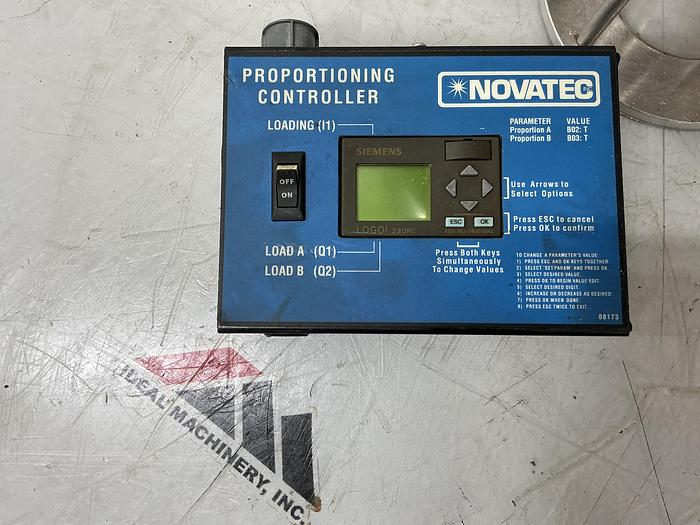 PROPORTIONING
CONTROLLER
NOVATEC
LOADING (I1)
PARAMETER VALUE
Proportion A B02: T
Proportion B B03: T
SIEMENS
OFF
ON
Use Arrows to
Select Options
ESC OK
Press ESC to cancel
Press OK to confirm
LOGO! 230RC
LOAD A (Q1)
LOAD B (Q2)
Press Both Keys
Simultaneously
To Change Values
TO CHANGE A PARAMETER'S VALUE:
1) PRESS ESC AND OK KEYS TOGETHER
2) SELECT 'SET PARAM' AND PRESS OK.
3) SELECT DESIRED VALUE.
4) PRESS OK TO BEGIN VALUE EDIT.
5) SELECT DESIRED DIGIT.
6) INCREASE OR DECREASE AS DESIRED.
7) PRESS OK WHEN DONE.
8) PRESS ESC TWICE TO EXIT.
08173
IDEAL MACHINERY, INC.